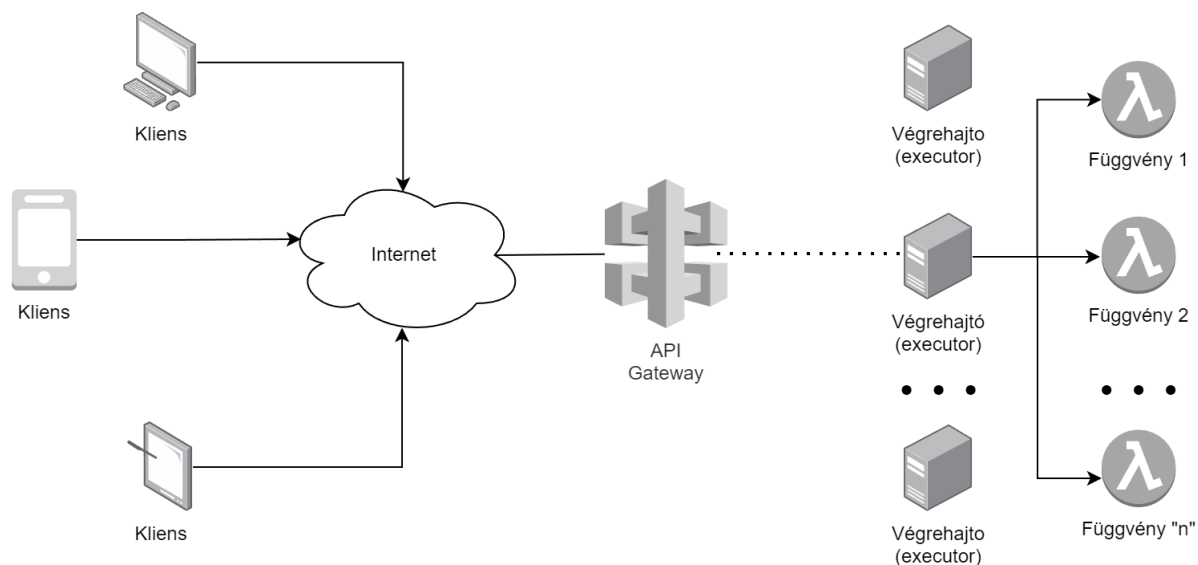 Kliens
Végrehajto
(executor)
Függvény 1
Kliens
Internet
API
Gateway
Végrehajtó
(executor)
Függvény 2
Kliens
Végrehajto
(executor)
Függvény "n"